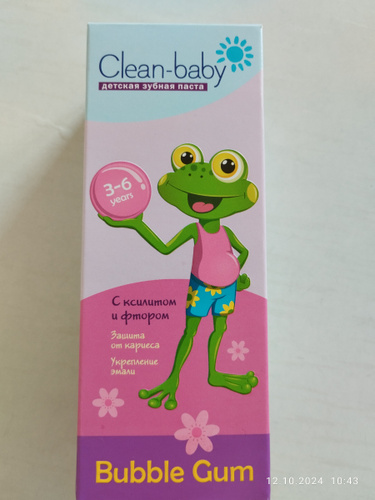 Clean-baby
детская зубная паста
3-6
years
С ксилитом
и фтором
Защита
от кариеса
Укрепление
эмали
Bubble Gum
12.10.2024 10:43